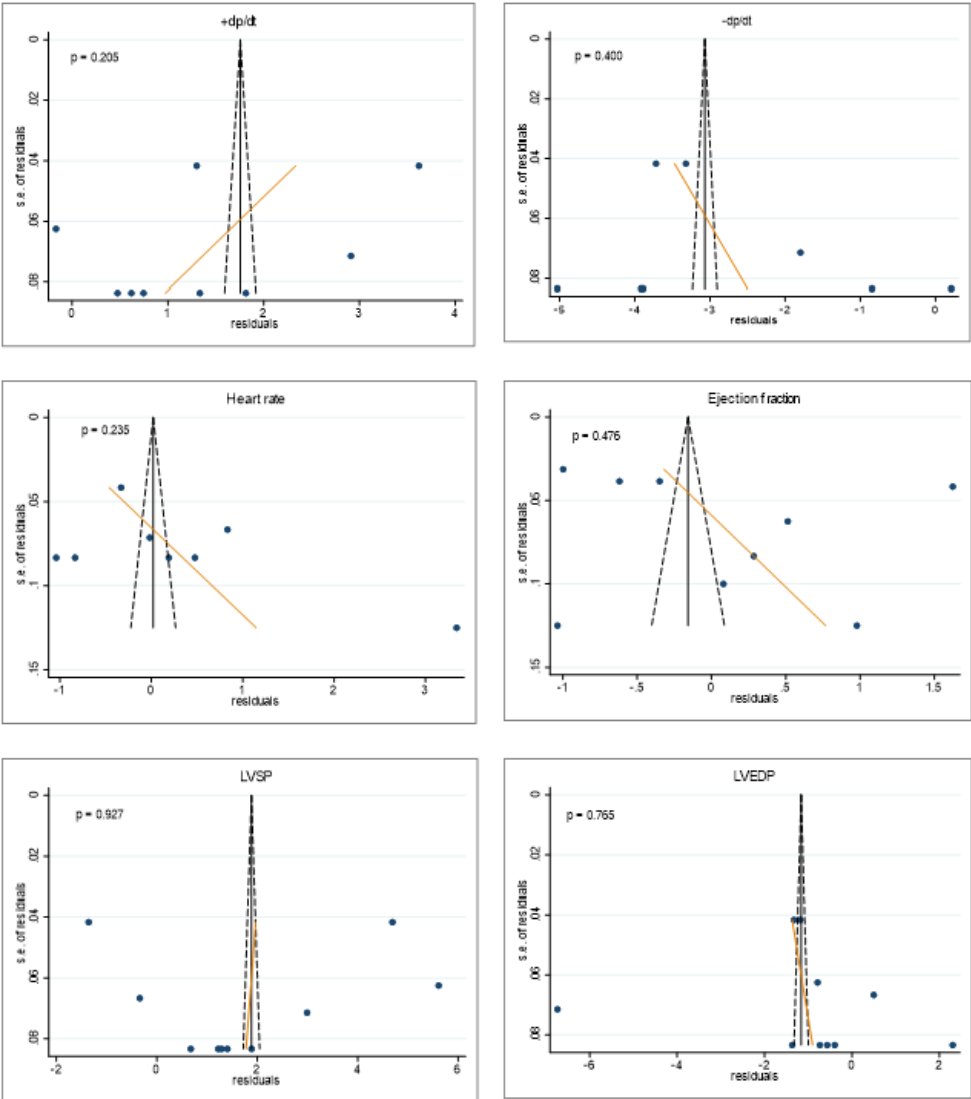 +dp/dt
p = 0.205
s.e. of residuals
0
.02
.04
.06
.08
0
1
2
3
4
residuals
-dp/dt
p = 0.400
s.e. of residuals
0
.02
.04
.06
.08
-5
-4
-3
-2
-1
0
residuals
Heart rate
p = 0.235
s.e. of residuals
0
.05
.1
.15
-1
0
1
2
3
residuals
Ejection fraction
p = 0.476
s.e. of residuals
0
.05
.1
.15
-1
-.5
0
.5
1
1.5
residuals
LVSP
p = 0.927
s.e. of residuals
0
.02
.04
.06
.08
-2
0
2
4
6
residuals
LVEDP
p = 0.765
s.e. of residuals
0
.02
.04
.06
.08
-6
-4
-2
0
2
residuals